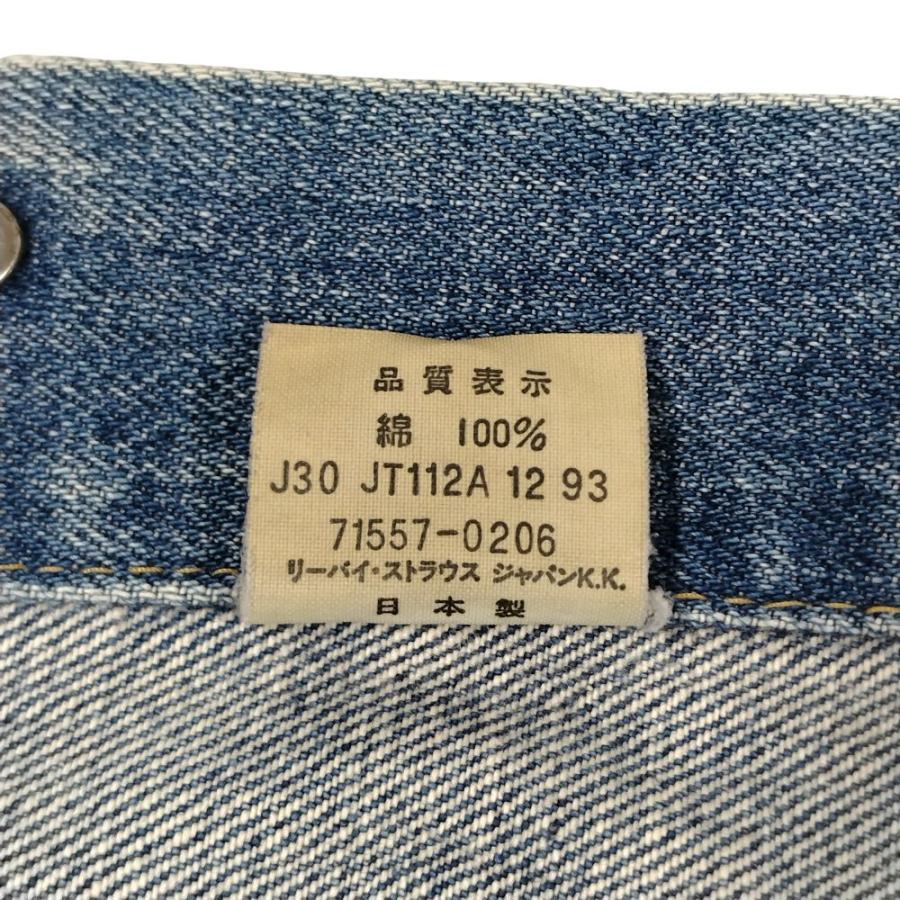 品質表示
綿 100%
J30 JT112A 12 93
71557-0206
リーバイ・ストラウス ジャパンK.K.
日本製